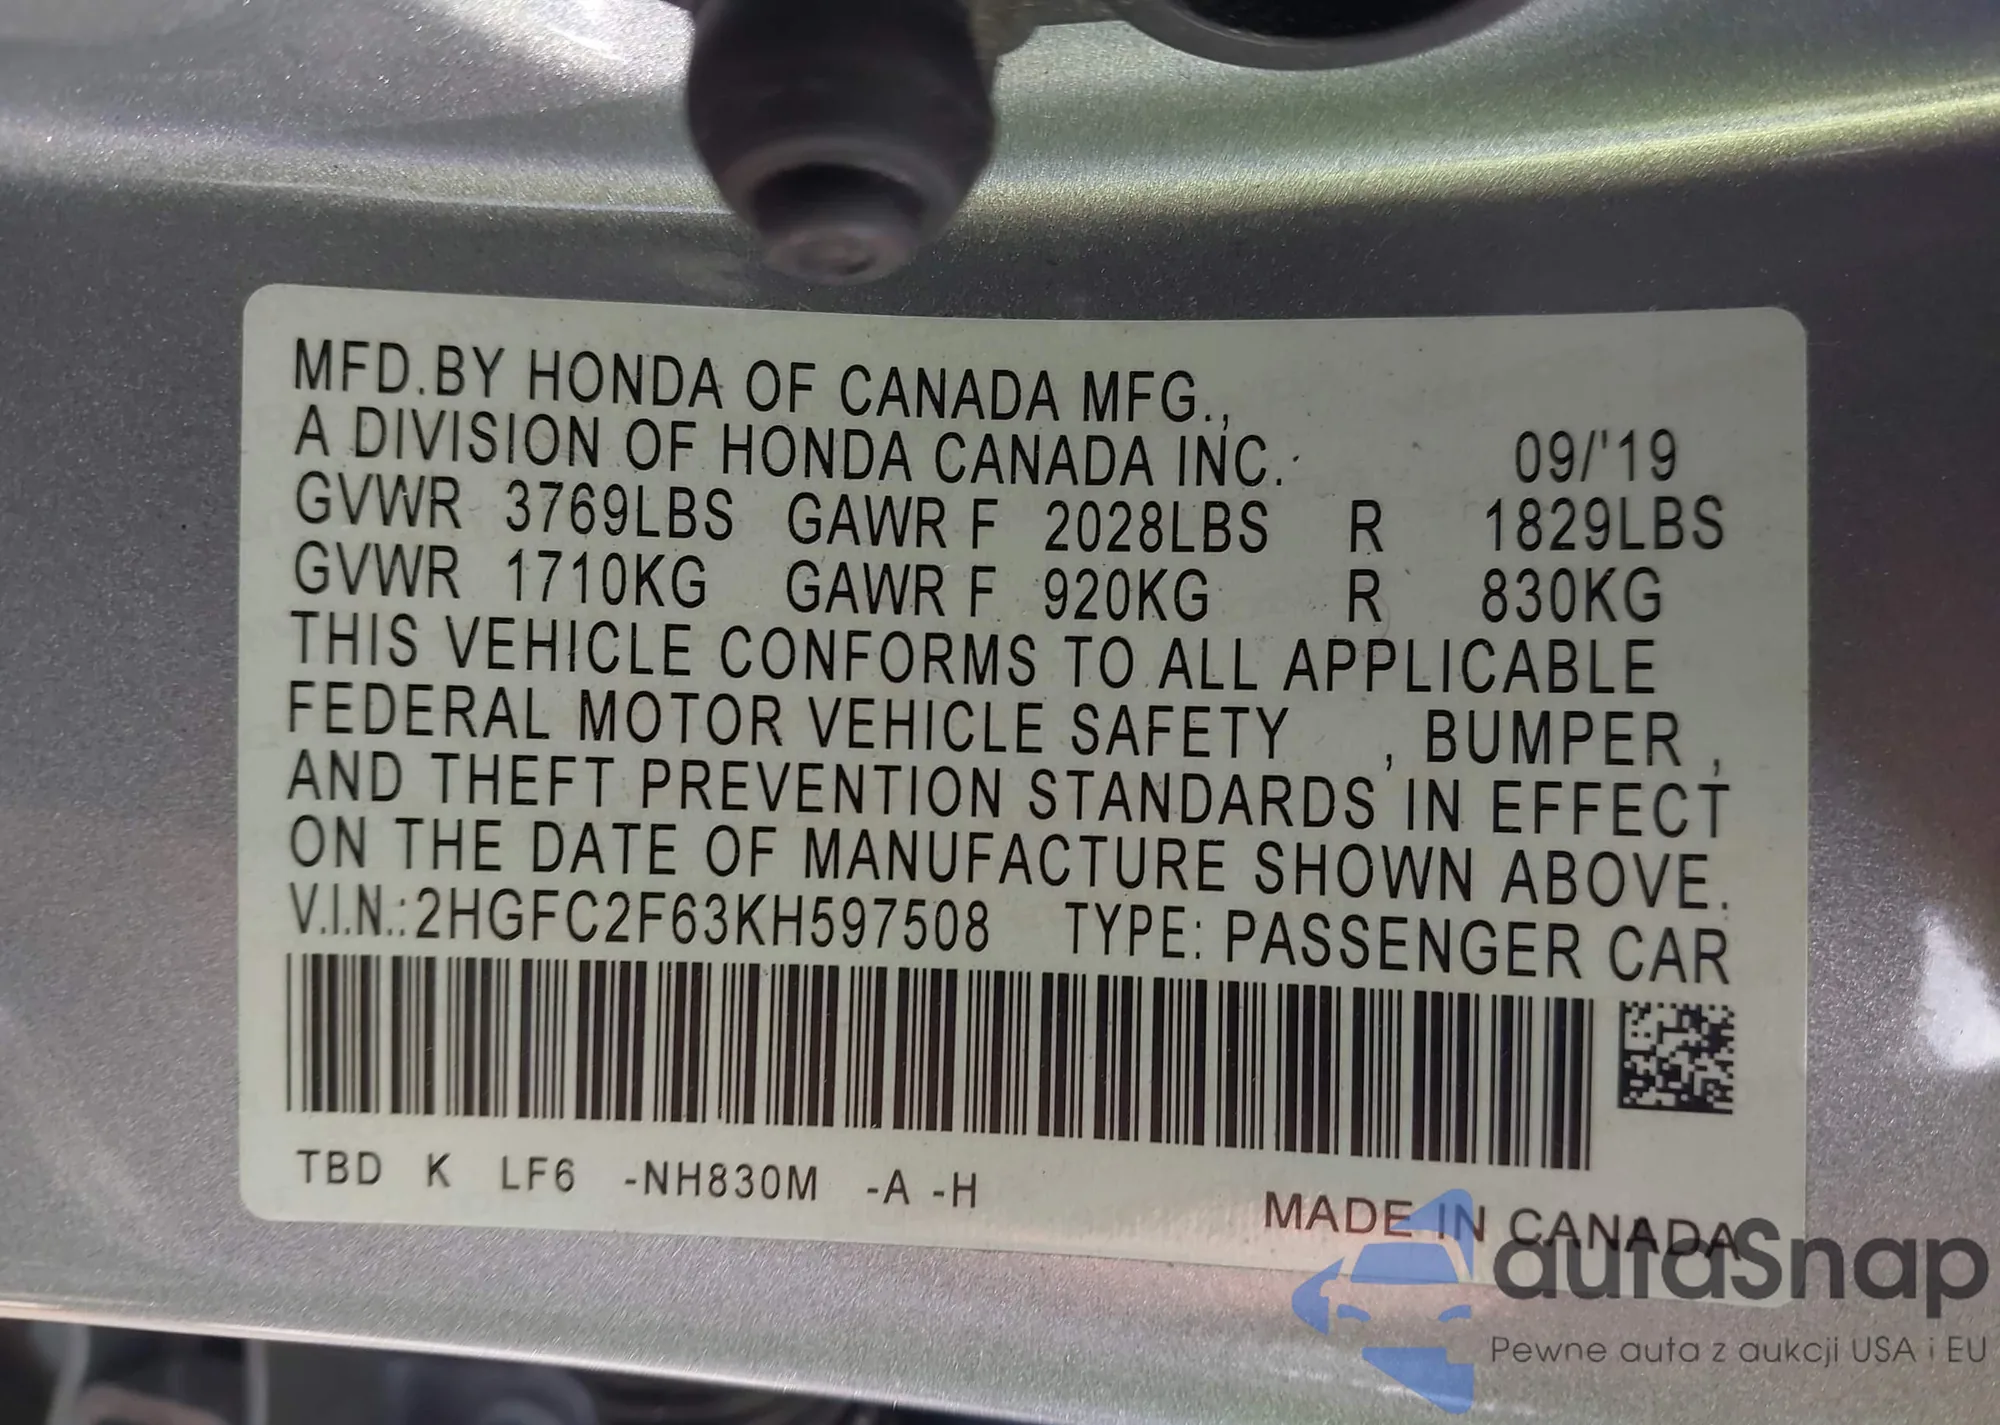 MFD.BY HONDA OF CANADA MFG.,
A DIVISION OF HONDA CANADA INC. 09/'19
GVWR 3769LBS GAWR F 2028LBS R 1829LBS
GVWR 1710KG GAWR F 920KG R 830KG
THIS VEHICLE CONFORMS TO ALL APPLICABLE
FEDERAL MOTOR VEHICLE SAFETY , BUMPER ,
AND THEFT PREVENTION STANDARDS IN EFFECT
ON THE DATE OF MANUFACTURE SHOWN ABOVE.
V.I.N.:2HGFC2F63KH597508 TYPE: PASSENGER CAR
TBD K LF6 -NH830M -A -H
MADE IN CANADA
autaSnap
Pewne auta z aukcji USA i EU